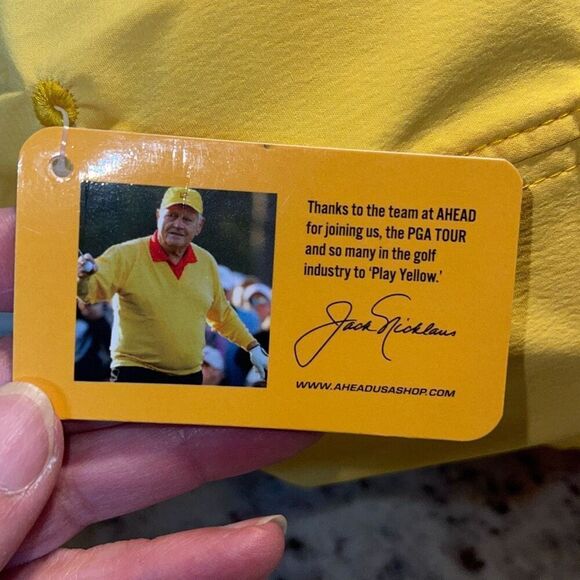 Thanks to the team at AHEAD
for joining us, the PGA TOUR
and so many in the golf
industry to ‘Play Yellow.’
Jack Nicklaus
WWW.AHEADUSASHOP.COM